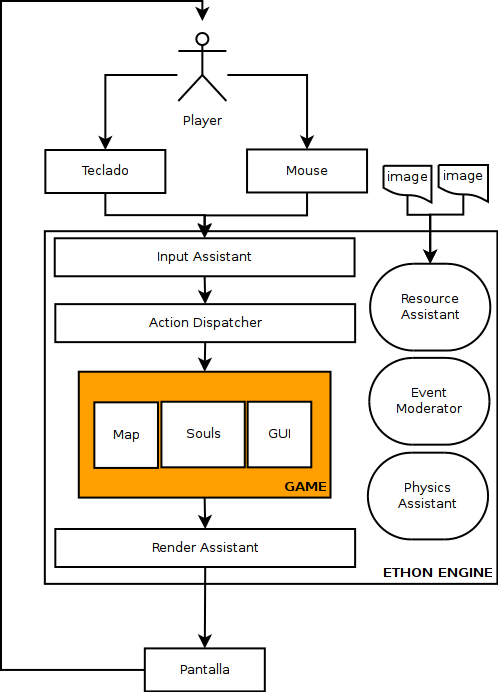 Player
Teclado
Mouse
image
image
Input Assistant
Resource
Assistant
Action Dispatcher
Event
Moderator
Map
Souls
GUI
GAME
Physics
Assistant
Render Assistant
ETHON ENGINE
Pantalla